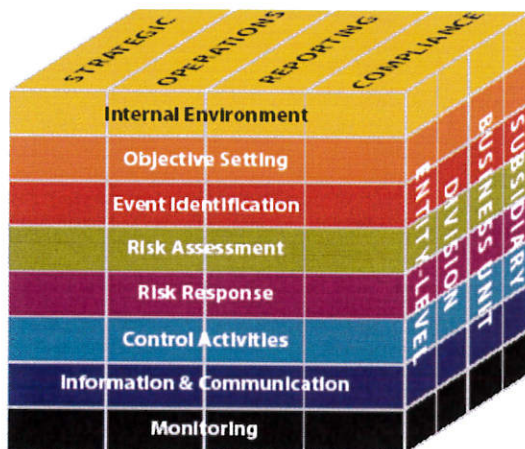 STRATEGIC
OPERATIONS
REPORTING
COMPLIANCE
Internal Environment
Objective Setting
Event Identification
Risk Assessment
Risk Response
Control Activities
Information & Communication
Monitoring
ENTITY-LEVEL
DIVISION
BUSINESS UNIT
SUBSIDIARY